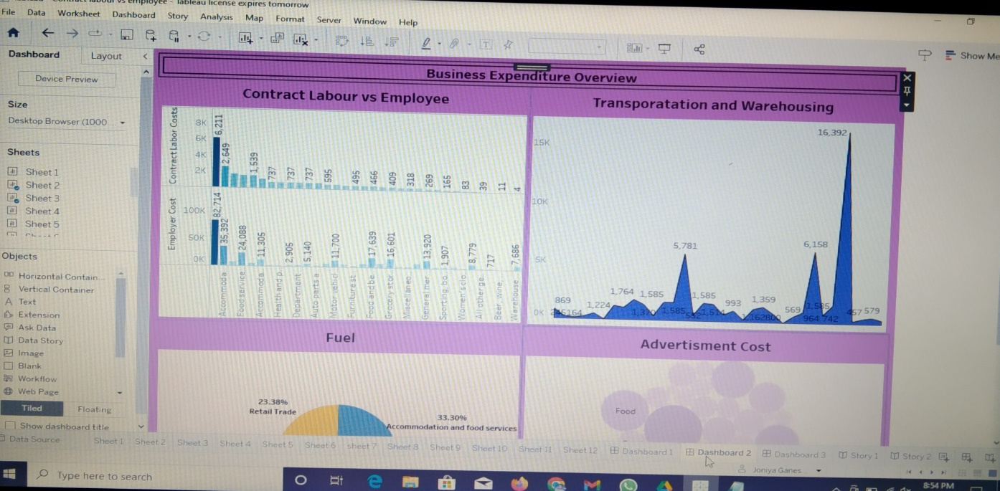 Contract labour vs employee - Tableau license expires tomorrow
File Data Worksheet Dashboard Story Analysis Map Format Server Window Help
Show Me
Dashboard Layout <
Device Preview
Size
Desktop Browser (1000 ...
Sheets
Sheet 1
Sheet 2
Sheet 3
Sheet 4
Sheet 5
Objects
Horizontal Contain...
Vertical Container
Text
Extension
Ask Data
Data Story
Image
Blank
Workflow
Web Page
Tiled Floating
Show dashboard title
Business Expenditure Overview
Contract Labour vs Employee
Contract Labor Costs
8K
6K
4K
2K
6,211 2,649 1,539 737 737 737 595 495 466 409 318 269 165 83 39 11 4
Employer Cost
100K
50K
0K
82,714 35,392 24,088 11,305 2,905 5,140 11,700 17,639 16,601 13,920 1,907 8,779 717 7,686
Accommoda.. Food service.. Accommoda.. Health and p.. Department.. Auto parts a.. Motor vehicl.. Furniture st.. Food and be.. Grocery stor.. Miscellaneo.. General mer.. Sporting, bo.. Women's clo.. All other ge.. Beer, wine, .. Warehouse ..
Transporatation and Warehousing
15K
10K
5K
0K
16,392
5,781
6,158
869
164
1,224
1,764
1,370
1,585
1,585
552
1,585
1,514
993
1,359
569
1,585
964
742
457
579
Fuel
23.38%
Retail Trade
33.30%
Accommodation and food services
Advertisment Cost
Food
Data Source Sheet 1 Sheet 2 Sheet 3 Sheet 4 Sheet 5 Sheet 6 sheet 7 Sheet 8 Sheet 9 Sheet 10 Sheet 11 Sheet 12 Dashboard 1 Dashboard 2 Dashboard 3 Story 1 Story 2
Joniya Ganes...
Type here to search
8:54 PM